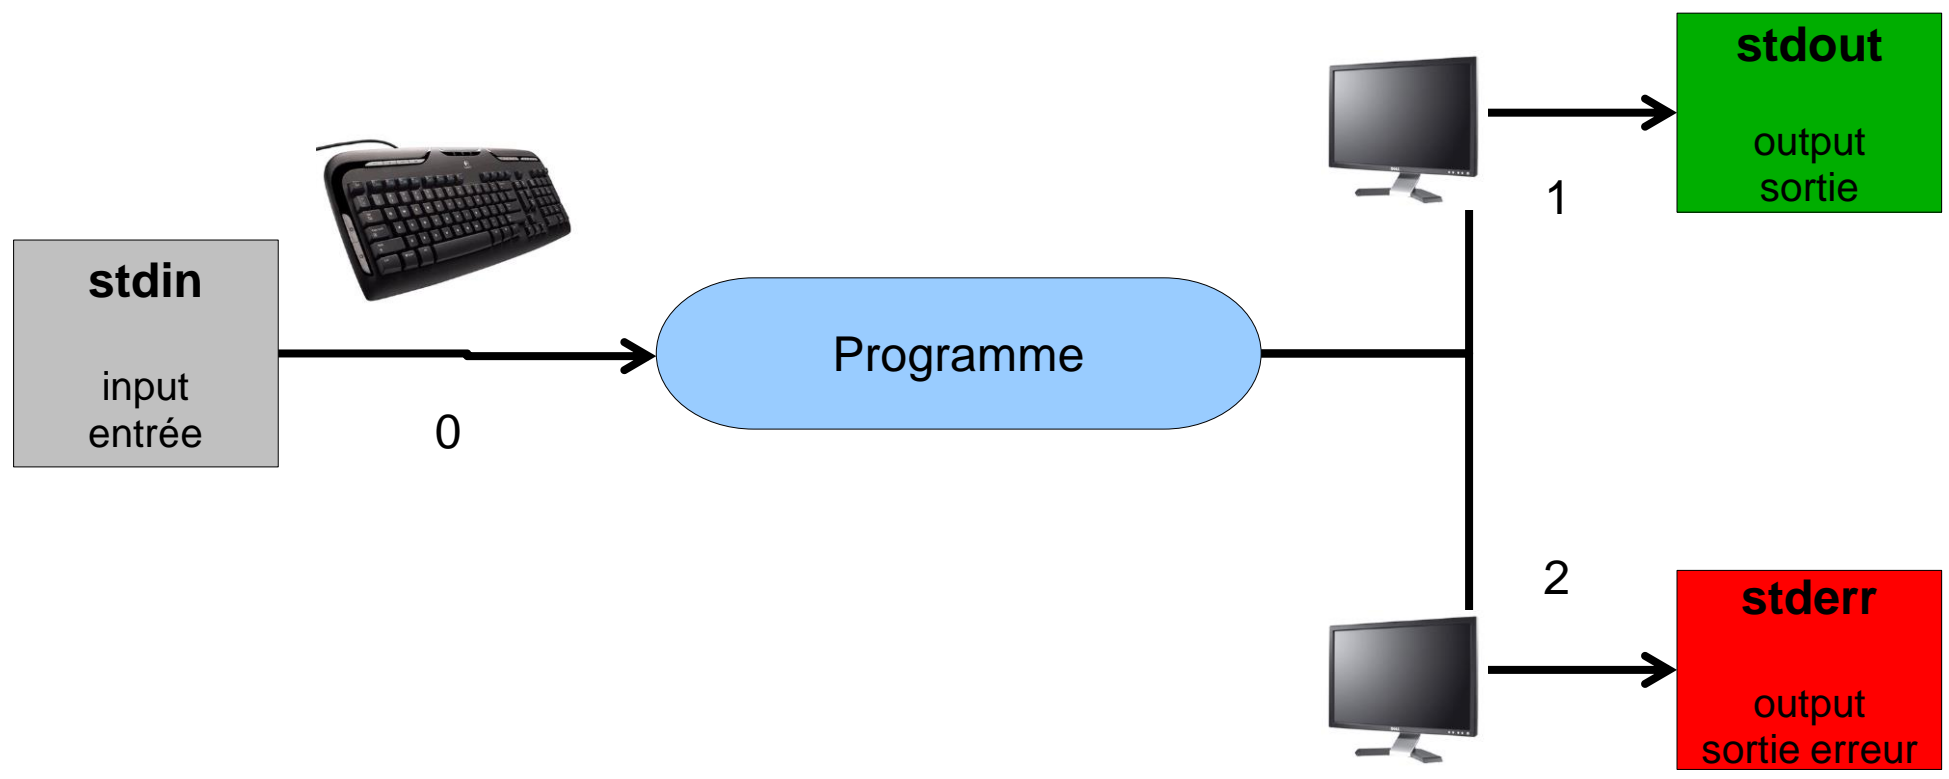 stdin
input
entrée
0
Programme
1
stdout
output
sortie
2
stderr
output
sortie erreur